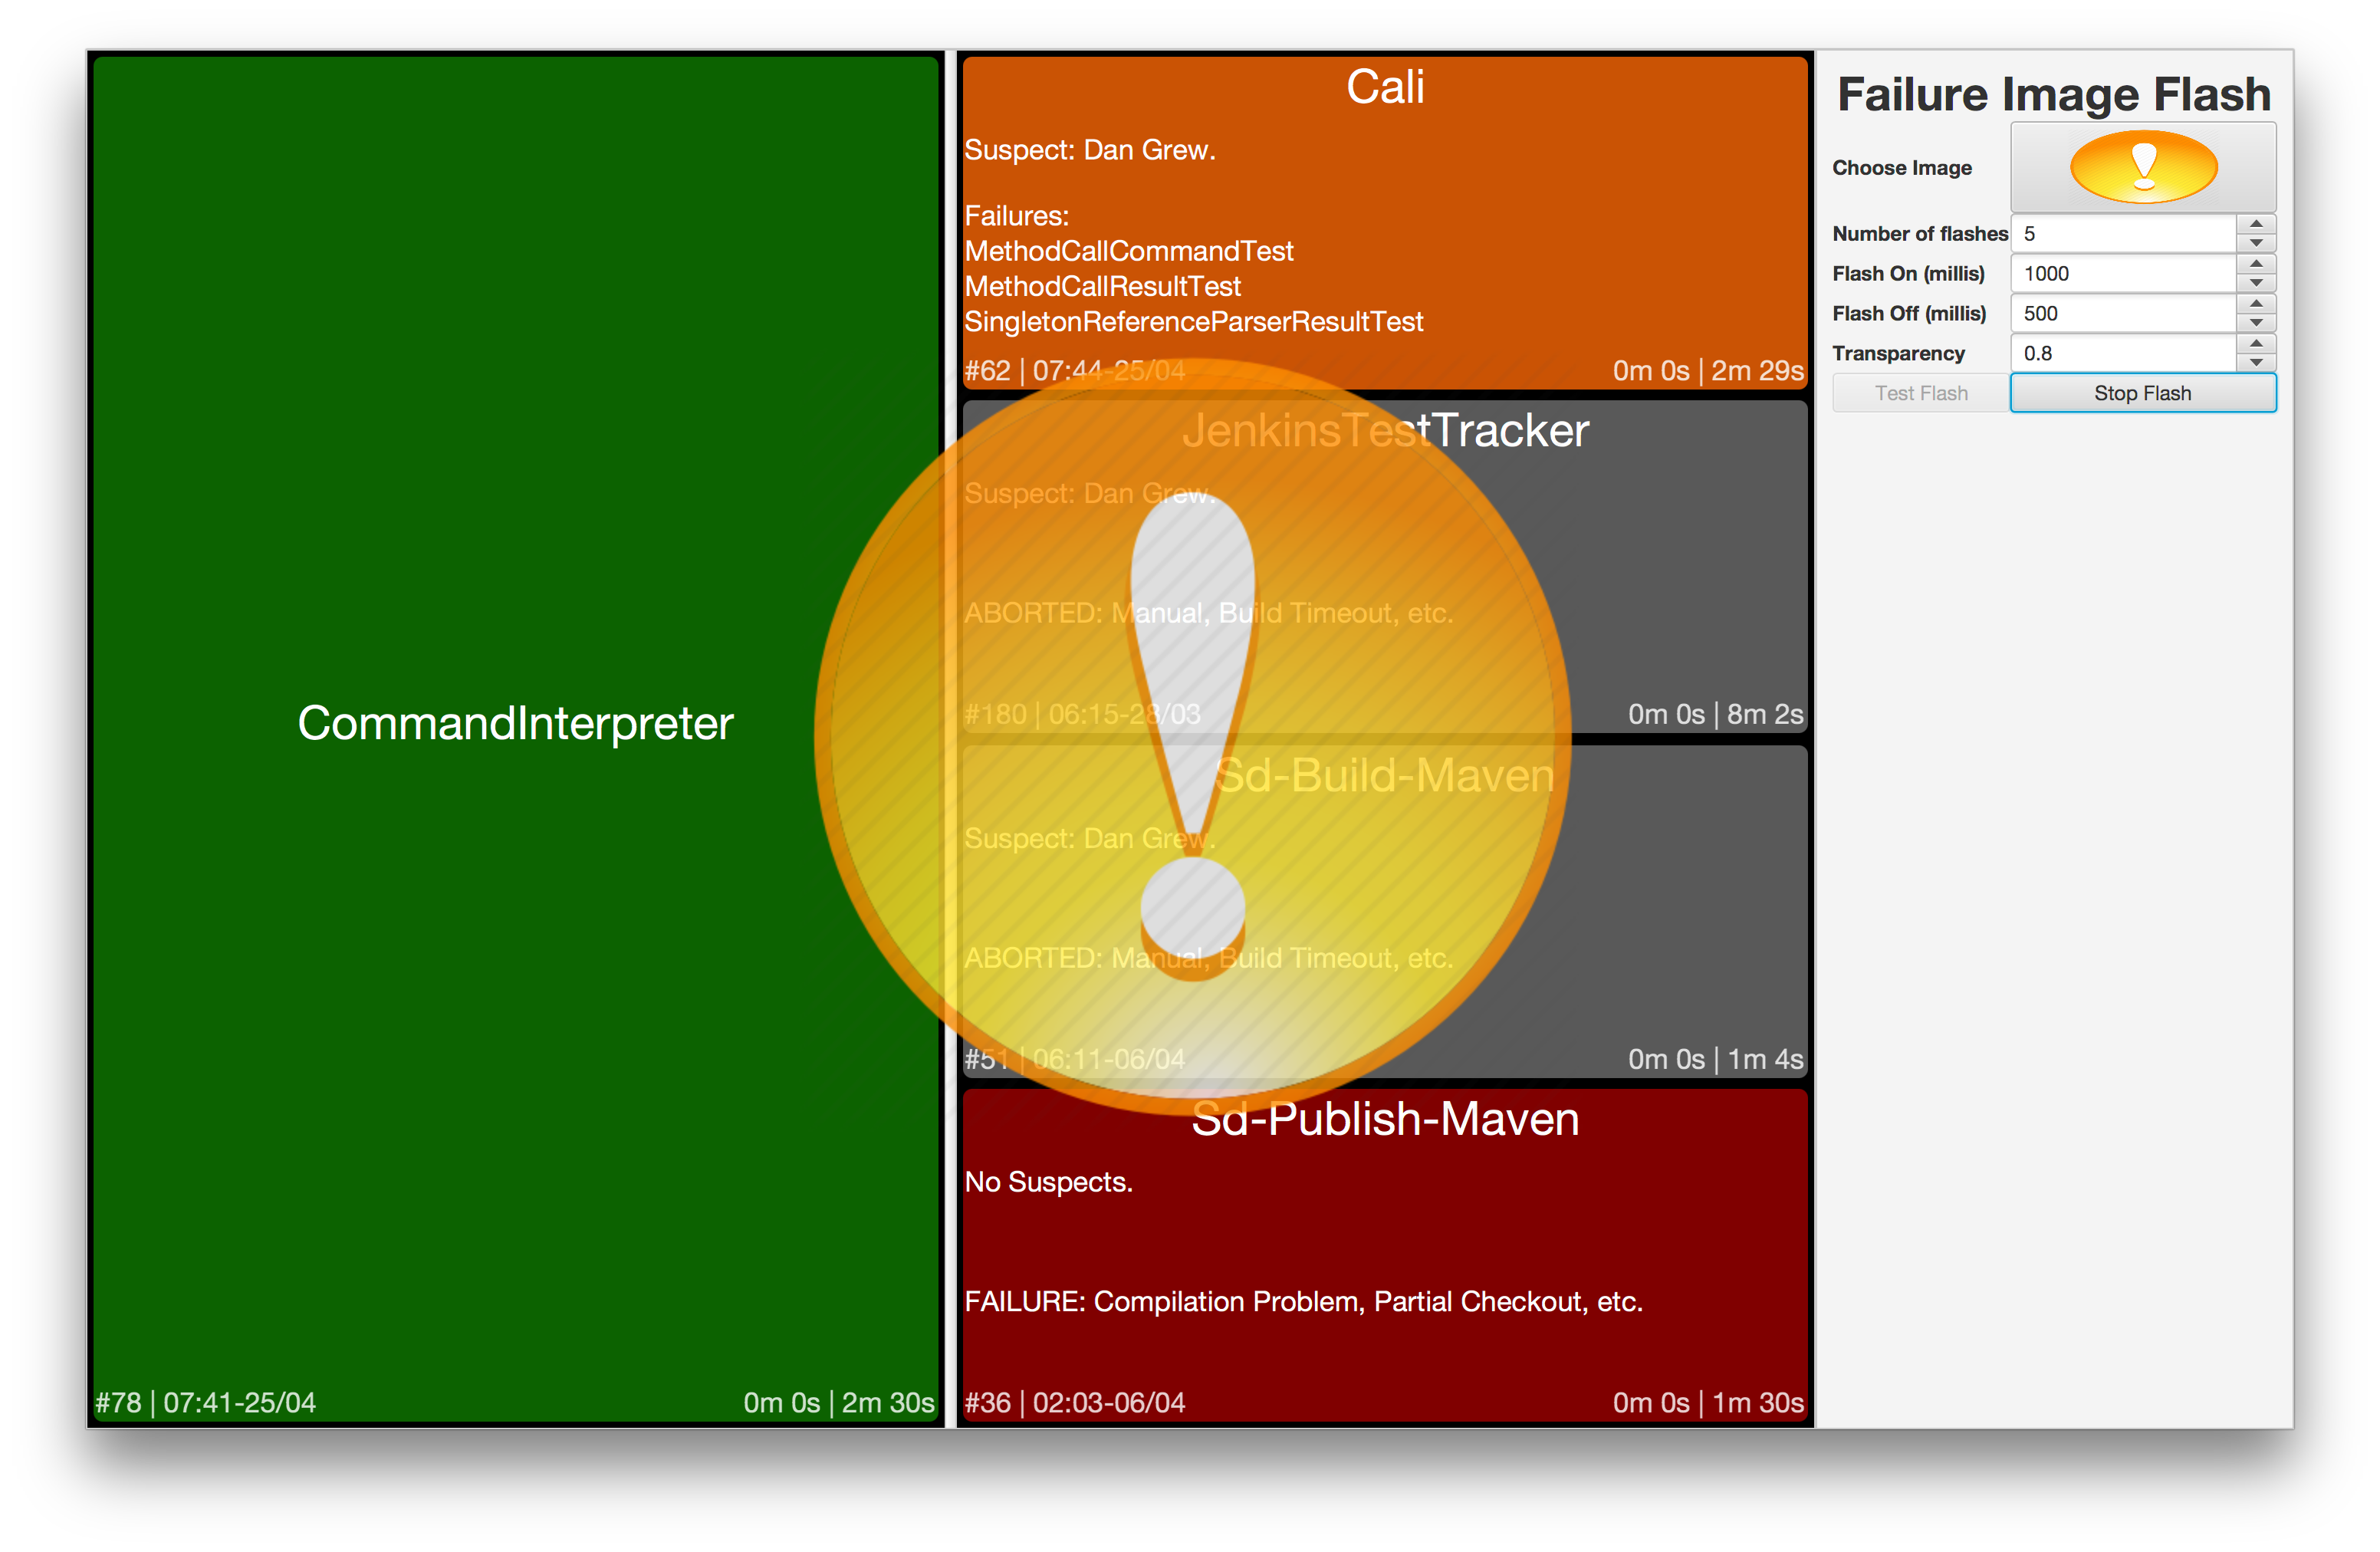 CommandInterpreter
#78 | 07:41-25/04
0m 0s | 2m 30s
Cali
Suspect: Dan Grew.
Failures:
MethodCallCommandTest
MethodCallResultTest
SingletonReferenceParserResultTest
#62 | 07:44-25/04
0m 0s | 2m 29s
JenkinsTestTracker
Suspect: Dan Grew.
ABORTED: Manual, Build Timeout, etc.
#180 | 06:15-28/03
0m 0s | 8m 2s
Sd-Build-Maven
Suspect: Dan Grew.
ABORTED: Manual, Build Timeout, etc.
#51 | 06:11-06/04
0m 0s | 1m 4s
Sd-Publish-Maven
No Suspects.
FAILURE: Compilation Problem, Partial Checkout, etc.
#36 | 02:03-06/04
0m 0s | 1m 30s
Failure Image Flash
Choose Image
Number of flashes 5
Flash On (millis) 1000
Flash Off (millis) 500
Transparency 0.8
Test Flash
Stop Flash